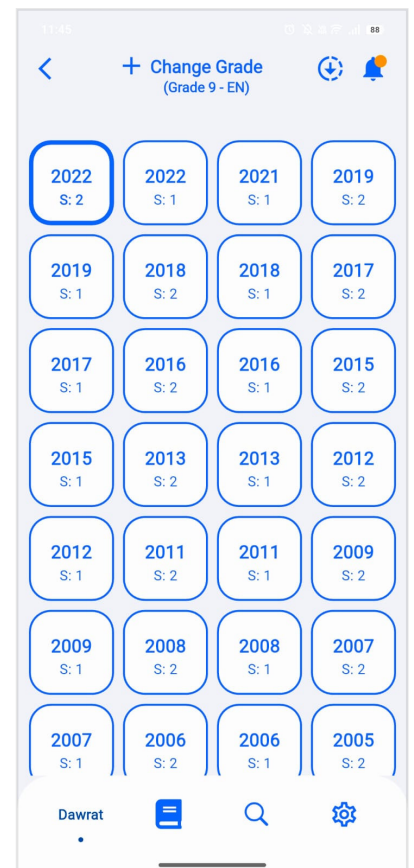 11:45 88
+ Change Grade
(Grade 9 - EN)
2022 2022 2021 2019
S: 2 S: 1 S: 1 S: 2
2019 2018 2018 2017
S: 1 S: 2 S: 1 S: 2
2017 2016 2016 2015
S: 1 S: 2 S: 1 S: 2
2015 2013 2013 2012
S: 1 S: 2 S: 1 S: 2
2012 2011 2011 2009
S: 1 S: 2 S: 1 S: 2
2009 2008 2008 2007
S: 1 S: 2 S: 1 S: 2
2007 2006 2006 2005
S: 1 S: 2 S: 1 S: 2
Dawrat